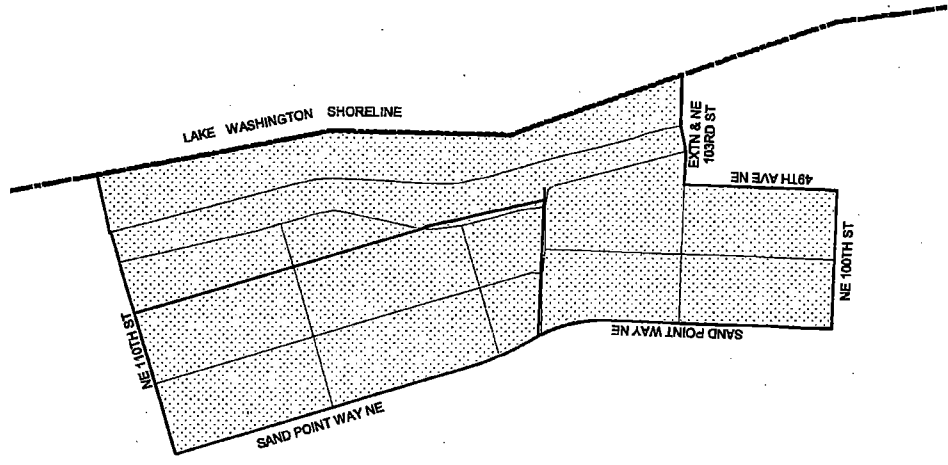 LAKE WASHINGTON SHORELINE
EXTN & NE
103RD ST
49TH AVE NE
NE 100TH ST
SAND POINT WAY NE
NE 110TH ST
SAND POINT WAY NE